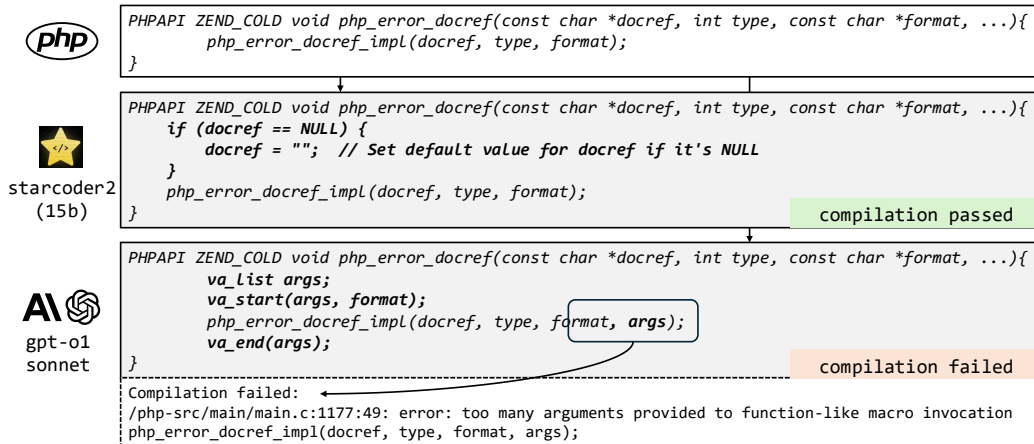 php
PHPAPI ZEND_COLD void php_error_docref(const char *docref, int type, const char *format, ...){
php_error_docref_impl(docref, type, format);
}
starcoder2
(15b)
PHPAPI ZEND_COLD void php_error_docref(const char *docref, int type, const char *format, ...){
if (docref == NULL) {
docref = "";  // Set default value for docref if it's NULL
}
php_error_docref_impl(docref, type, format);
}
compilation passed
AI
gpt-o1
sonnet
PHPAPI ZEND_COLD void php_error_docref(const char *docref, int type, const char *format, ...){
va_list args;
va_start(args, format);
php_error_docref_impl(docref, type, format, args);
va_end(args);
}
compilation failed
Compilation failed:
/php-src/main/main.c:1177:49: error: too many arguments provided to function-like macro invocation
php_error_docref_impl(docref, type, format, args);